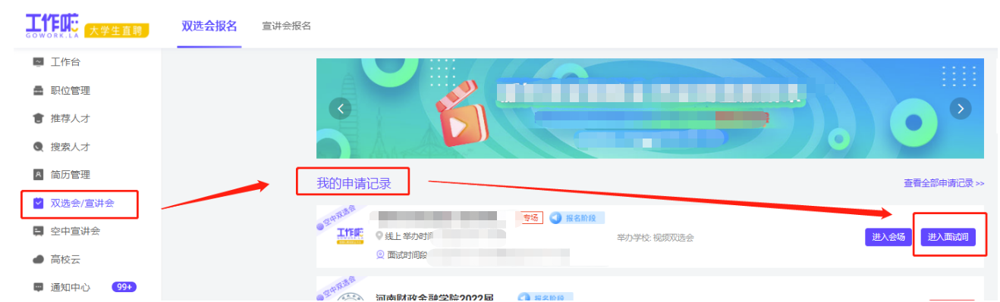 工作啦
GOWORK.LA
大学生直聘
双选会报名
宣讲会报名
工作台
职位管理
推荐人才
搜索人才
简历管理
双选会/宣讲会
空中宣讲会
高校云
通知中心 99+
我的申请记录
查看全部申请记录 >>
空中双选会
专场 报名阶段
工作啦
线上 举办时间
举办学校: 视频双选会
进入会场 进入面试间
面试时间段
空中双选会
河南财政金融学院2022届
报名阶段